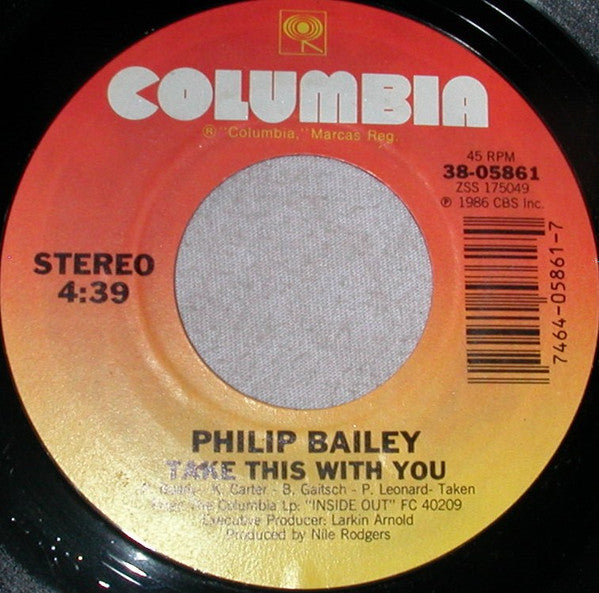 COLUMBIA
® "Columbia," Marcas Reg.
45 RPM
38-05861
ZSS 175049
℗ 1986 CBS Inc.
STEREO
4:39
7464-05861-7
PHILIP BAILEY
TAKE THIS WITH YOU
K. Carter - B. Gaitsch - P. Leonard- Taken
The Columbia Lp: "INSIDE OUT" FC 40209
Executive Producer: Larkin Arnold
Produced by Nile Rodgers